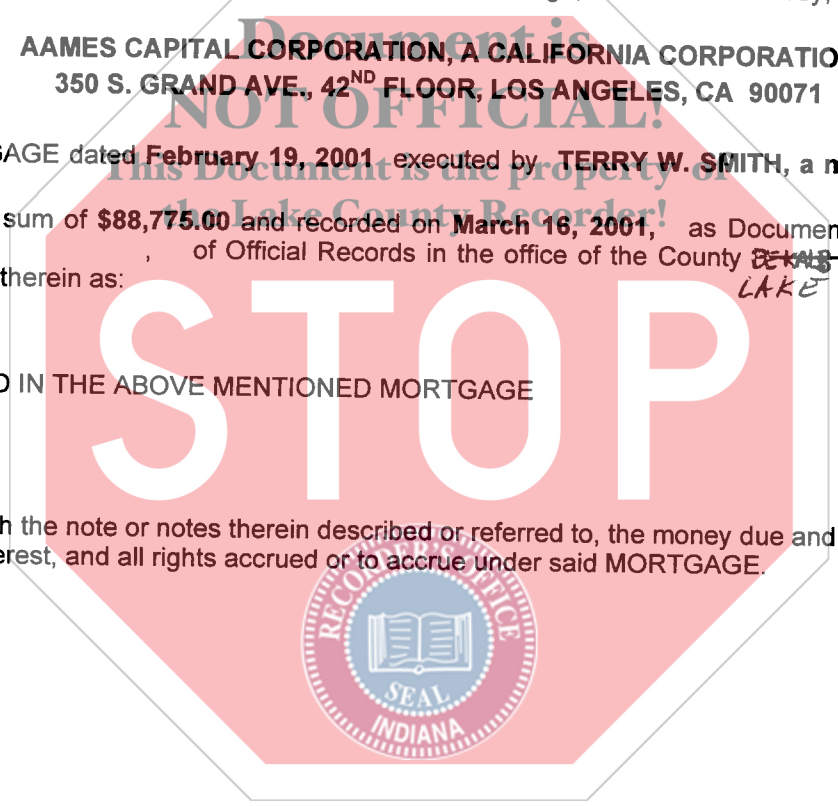 Document is
AAMES CAPITAL CORPORATION, A CALIFORNIA CORPORATIO
350 S. GRAND AVE., 42ND FLOOR, LOS ANGELES, CA 90071
NOT OFFICIAL!
GAGE dated February 19, 2001 executed by TERRY W. SMITH, a m
This Document is the property of
the Lake County Recorder!
sum of $88,775.00 and recorded on March 16, 2001, as Documen
, of Official Records in the office of the County DEKALB
LAKE
therein as:
STOP
D IN THE ABOVE MENTIONED MORTGAGE
h the note or notes therein described or referred to, the money due and
erest, and all rights accrued or to accrue under said MORTGAGE.
RECORDER'S OFFICE
SEAL
INDIANA